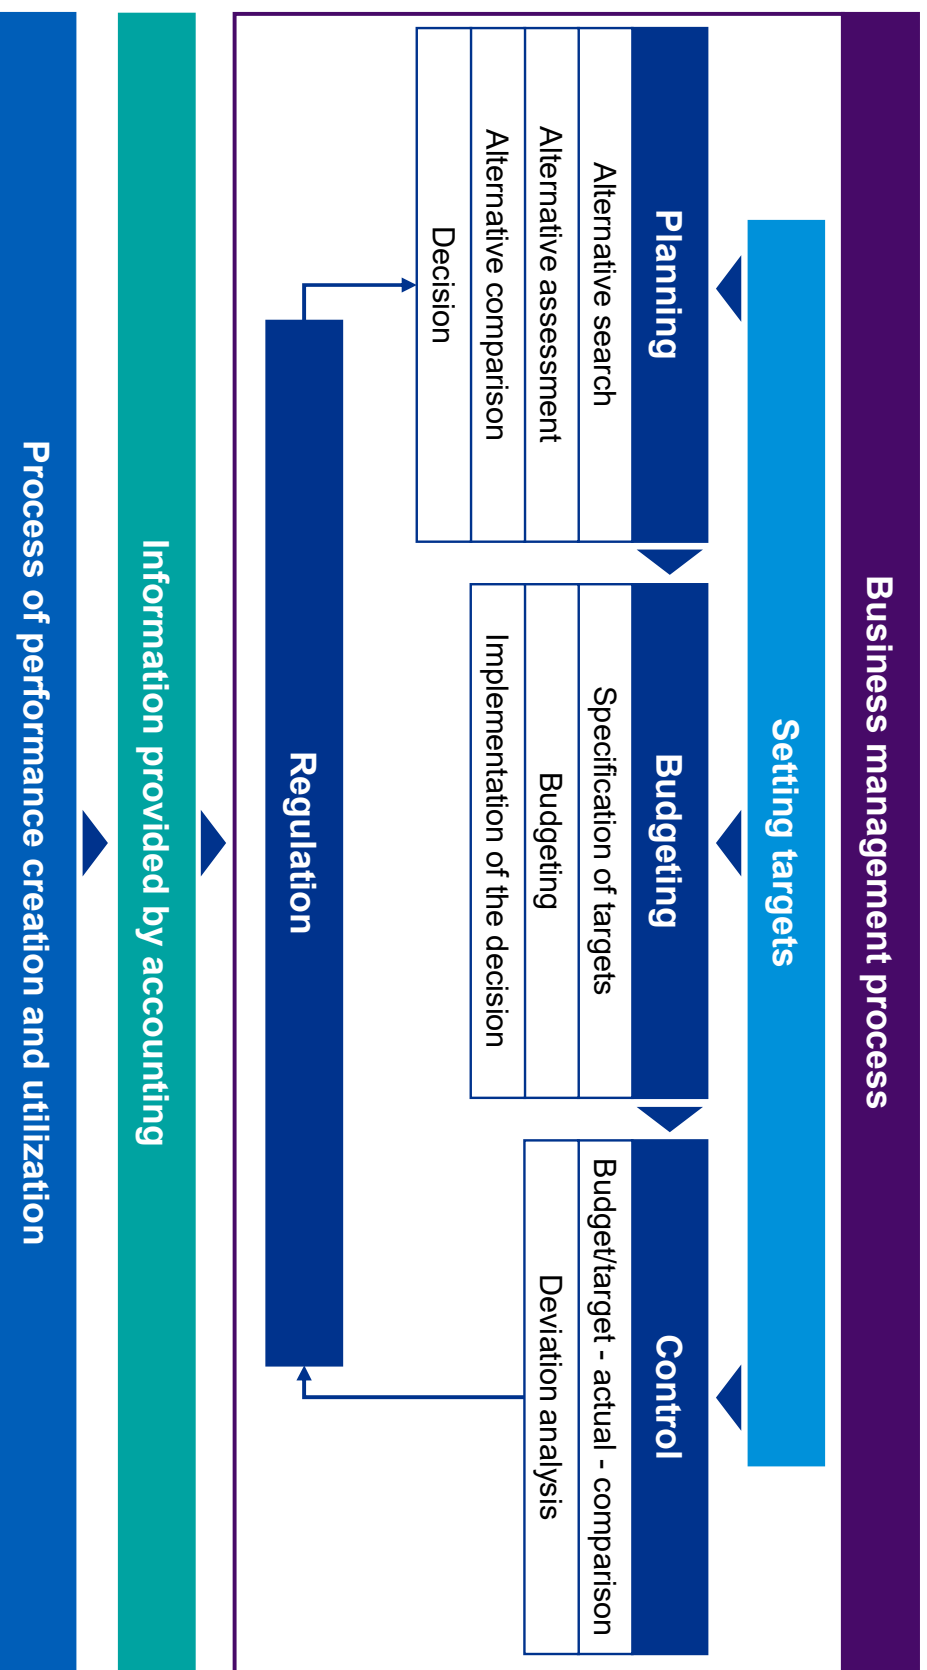 Business management process
Setting targets
Planning
Alternative search
Alternative assessment
Alternative comparison
Decision
Budgeting
Specification of targets
Budgeting
Implementation of the decision
Control
Budget/target - actual - comparison
Deviation analysis
Regulation
Information provided by accounting
Process of performance creation and utilization